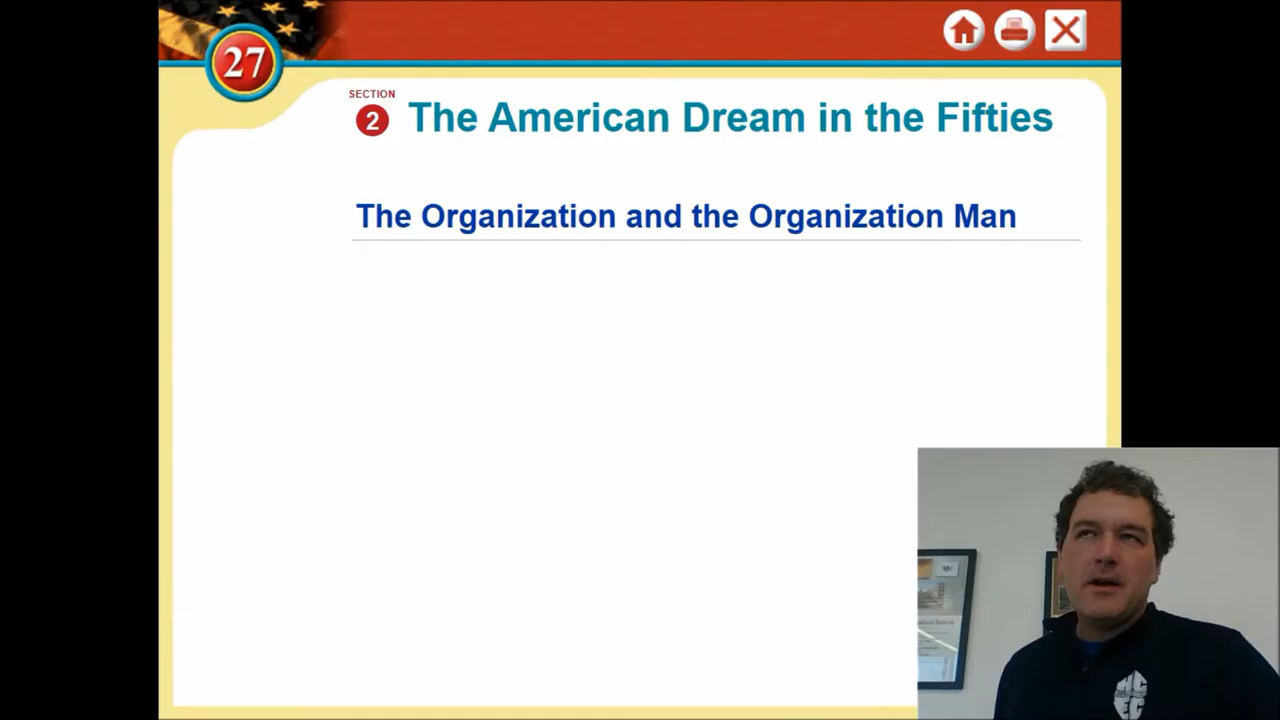 27
SECTION
2 The American Dream in the Fifties
The Organization and the Organization Man